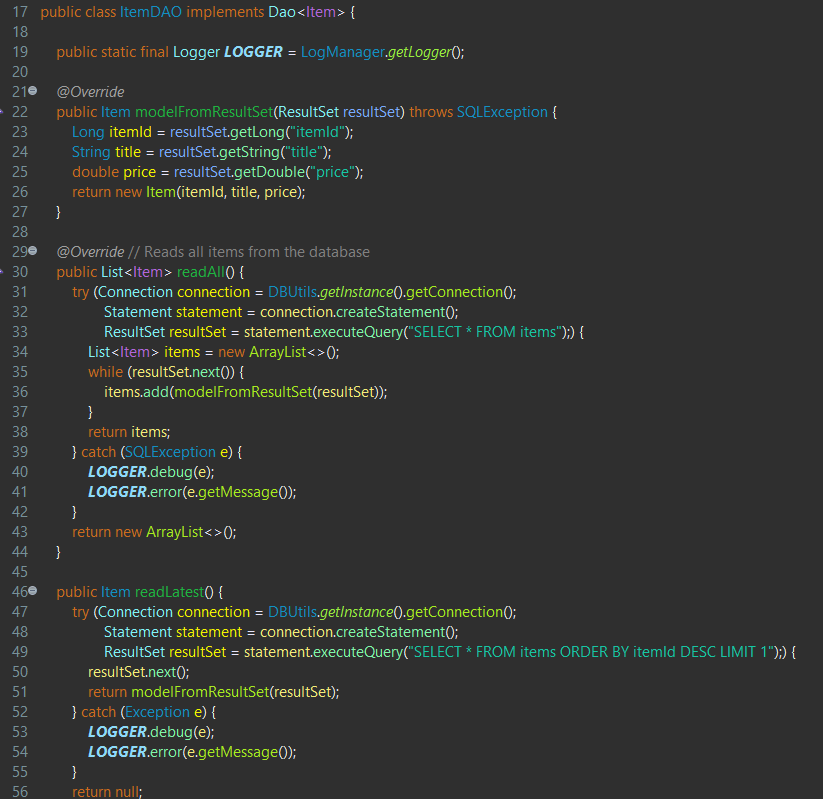 17 public class ItemDAO implements Dao<Item> {
18
19 public static final Logger LOGGER = LogManager.getLogger();
20
21 @Override
22 public Item modelFromResultSet(ResultSet resultSet) throws SQLException {
23 Long itemId = resultSet.getLong("itemId");
24 String title = resultSet.getString("title");
25 double price = resultSet.getDouble("price");
26 return new Item(itemId, title, price);
27 }
28
29 @Override // Reads all items from the database
30 public List<Item> readAll() {
31 try (Connection connection = DBUtils.getInstance().getConnection();
32 Statement statement = connection.createStatement();
33 ResultSet resultSet = statement.executeQuery("SELECT * FROM items");) {
34 List<Item> items = new ArrayList<>();
35 while (resultSet.next()) {
36 items.add(modelFromResultSet(resultSet));
37 }
38 return items;
39 } catch (SQLException e) {
40 LOGGER.debug(e);
41 LOGGER.error(e.getMessage());
42 }
43 return new ArrayList<>();
44 }
45
46 public Item readLatest() {
47 try (Connection connection = DBUtils.getInstance().getConnection();
48 Statement statement = connection.createStatement();
49 ResultSet resultSet = statement.executeQuery("SELECT * FROM items ORDER BY itemId DESC LIMIT 1");) {
50 resultSet.next();
51 return modelFromResultSet(resultSet);
52 } catch (Exception e) {
53 LOGGER.debug(e);
54 LOGGER.error(e.getMessage());
55 }
56 return null;